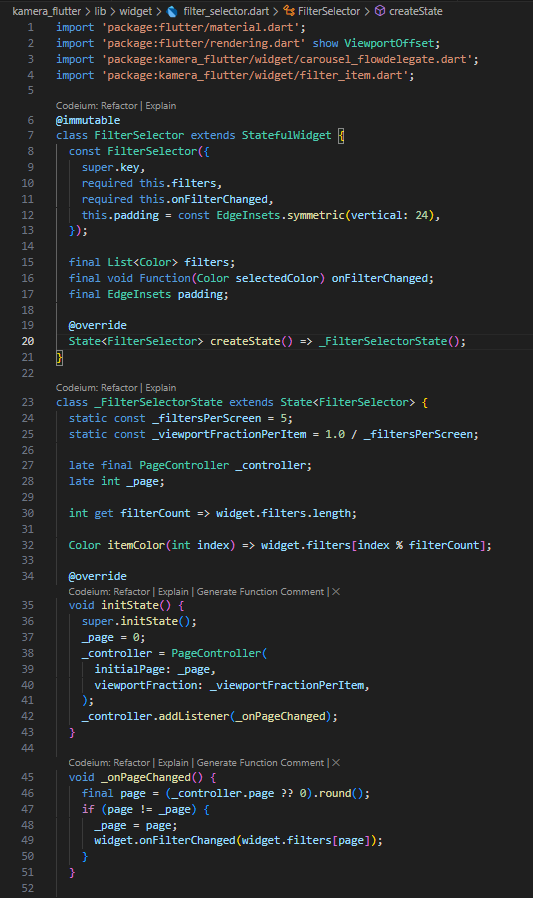 kamera_flutter > lib > widget > filter_selector.dart > FilterSelector > createState
1 import 'package:flutter/material.dart';
2 import 'package:flutter/rendering.dart' show ViewportOffset;
3 import 'package:kamera_flutter/widget/carousel_flowdelegate.dart';
4 import 'package:kamera_flutter/widget/filter_item.dart';
5
Codeium: Refactor | Explain
6 @immutable
7 class FilterSelector extends StatefulWidget {
8   const FilterSelector({
9     super.key,
10     required this.filters,
11     required this.onFilterChanged,
12     this.padding = const EdgeInsets.symmetric(vertical: 24),
13   });
14
15   final List<Color> filters;
16   final void Function(Color selectedColor) onFilterChanged;
17   final EdgeInsets padding;
18
19   @override
20   State<FilterSelector> createState() => _FilterSelectorState();
21 }
22
Codeium: Refactor | Explain
23 class _FilterSelectorState extends State<FilterSelector> {
24   static const _filtersPerScreen = 5;
25   static const _viewportFractionPerItem = 1.0 / _filtersPerScreen;
26
27   late final PageController _controller;
28   late int _page;
29
30   int get filterCount => widget.filters.length;
31
32   Color itemColor(int index) => widget.filters[index % filterCount];
33
34   @override
Codeium: Refactor | Explain | Generate Function Comment | ×
35   void initState() {
36     super.initState();
37     _page = 0;
38     _controller = PageController(
39       initialPage: _page,
40       viewportFraction: _viewportFractionPerItem,
41     );
42     _controller.addListener(_onPageChanged);
43   }
44
Codeium: Refactor | Explain | Generate Function Comment | ×
45   void _onPageChanged() {
46     final page = (_controller.page ?? 0).round();
47     if (page != _page) {
48       _page = page;
49       widget.onFilterChanged(widget.filters[page]);
50     }
51   }
52